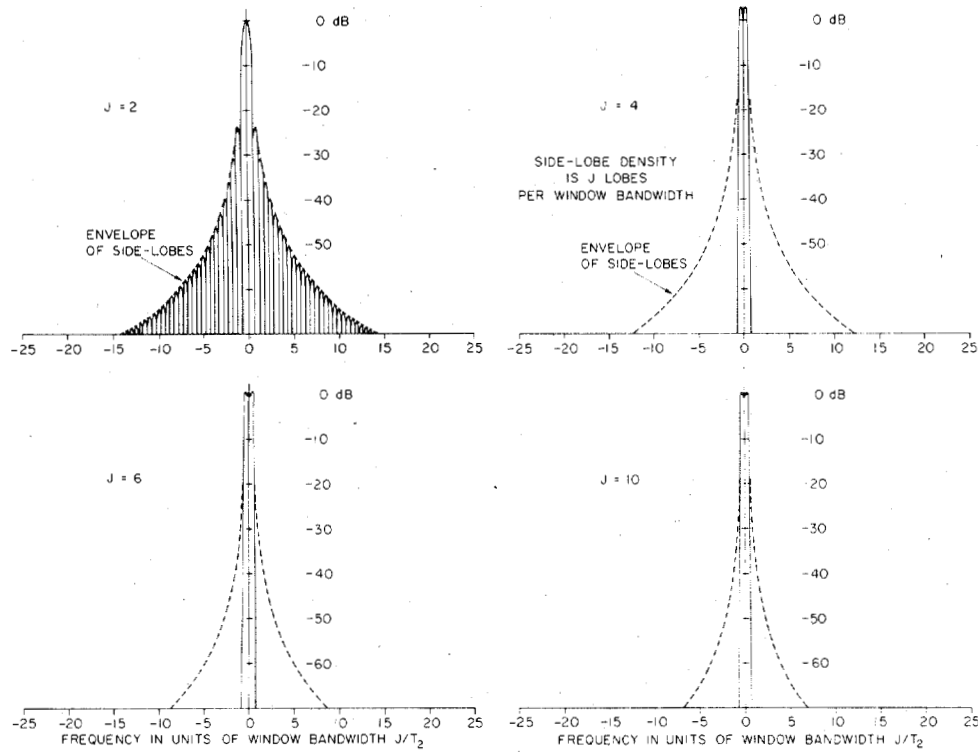 0 dB
-10
J = 2
-20
-30
-40
ENVELOPE
OF SIDE-LOBES
-50
-25 -20 -15 -10 -5 0 5 10 15 20 25
0 dB
-10
J = 4
-20
SIDE-LOBE DENSITY
IS J LOBES
PER WINDOW BANDWIDTH
-30
-40
ENVELOPE
OF SIDE-LOBES
-50
-25 -20 -15 -10 -5 0 5 10 15 20 25
0 dB
-10
J = 6
-20
-30
-40
-50
-60
-25 -20 -15 -10 -5 0 5 10 15 20 25
FREQUENCY IN UNITS OF WINDOW BANDWIDTH J/T₂
0 dB
-10
J = 10
-20
-30
-40
-50
-60
-25 -20 -15 -10 -5 0 5 10 15 20 25
FREQUENCY IN UNITS OF WINDOW BANDWIDTH J/T₂